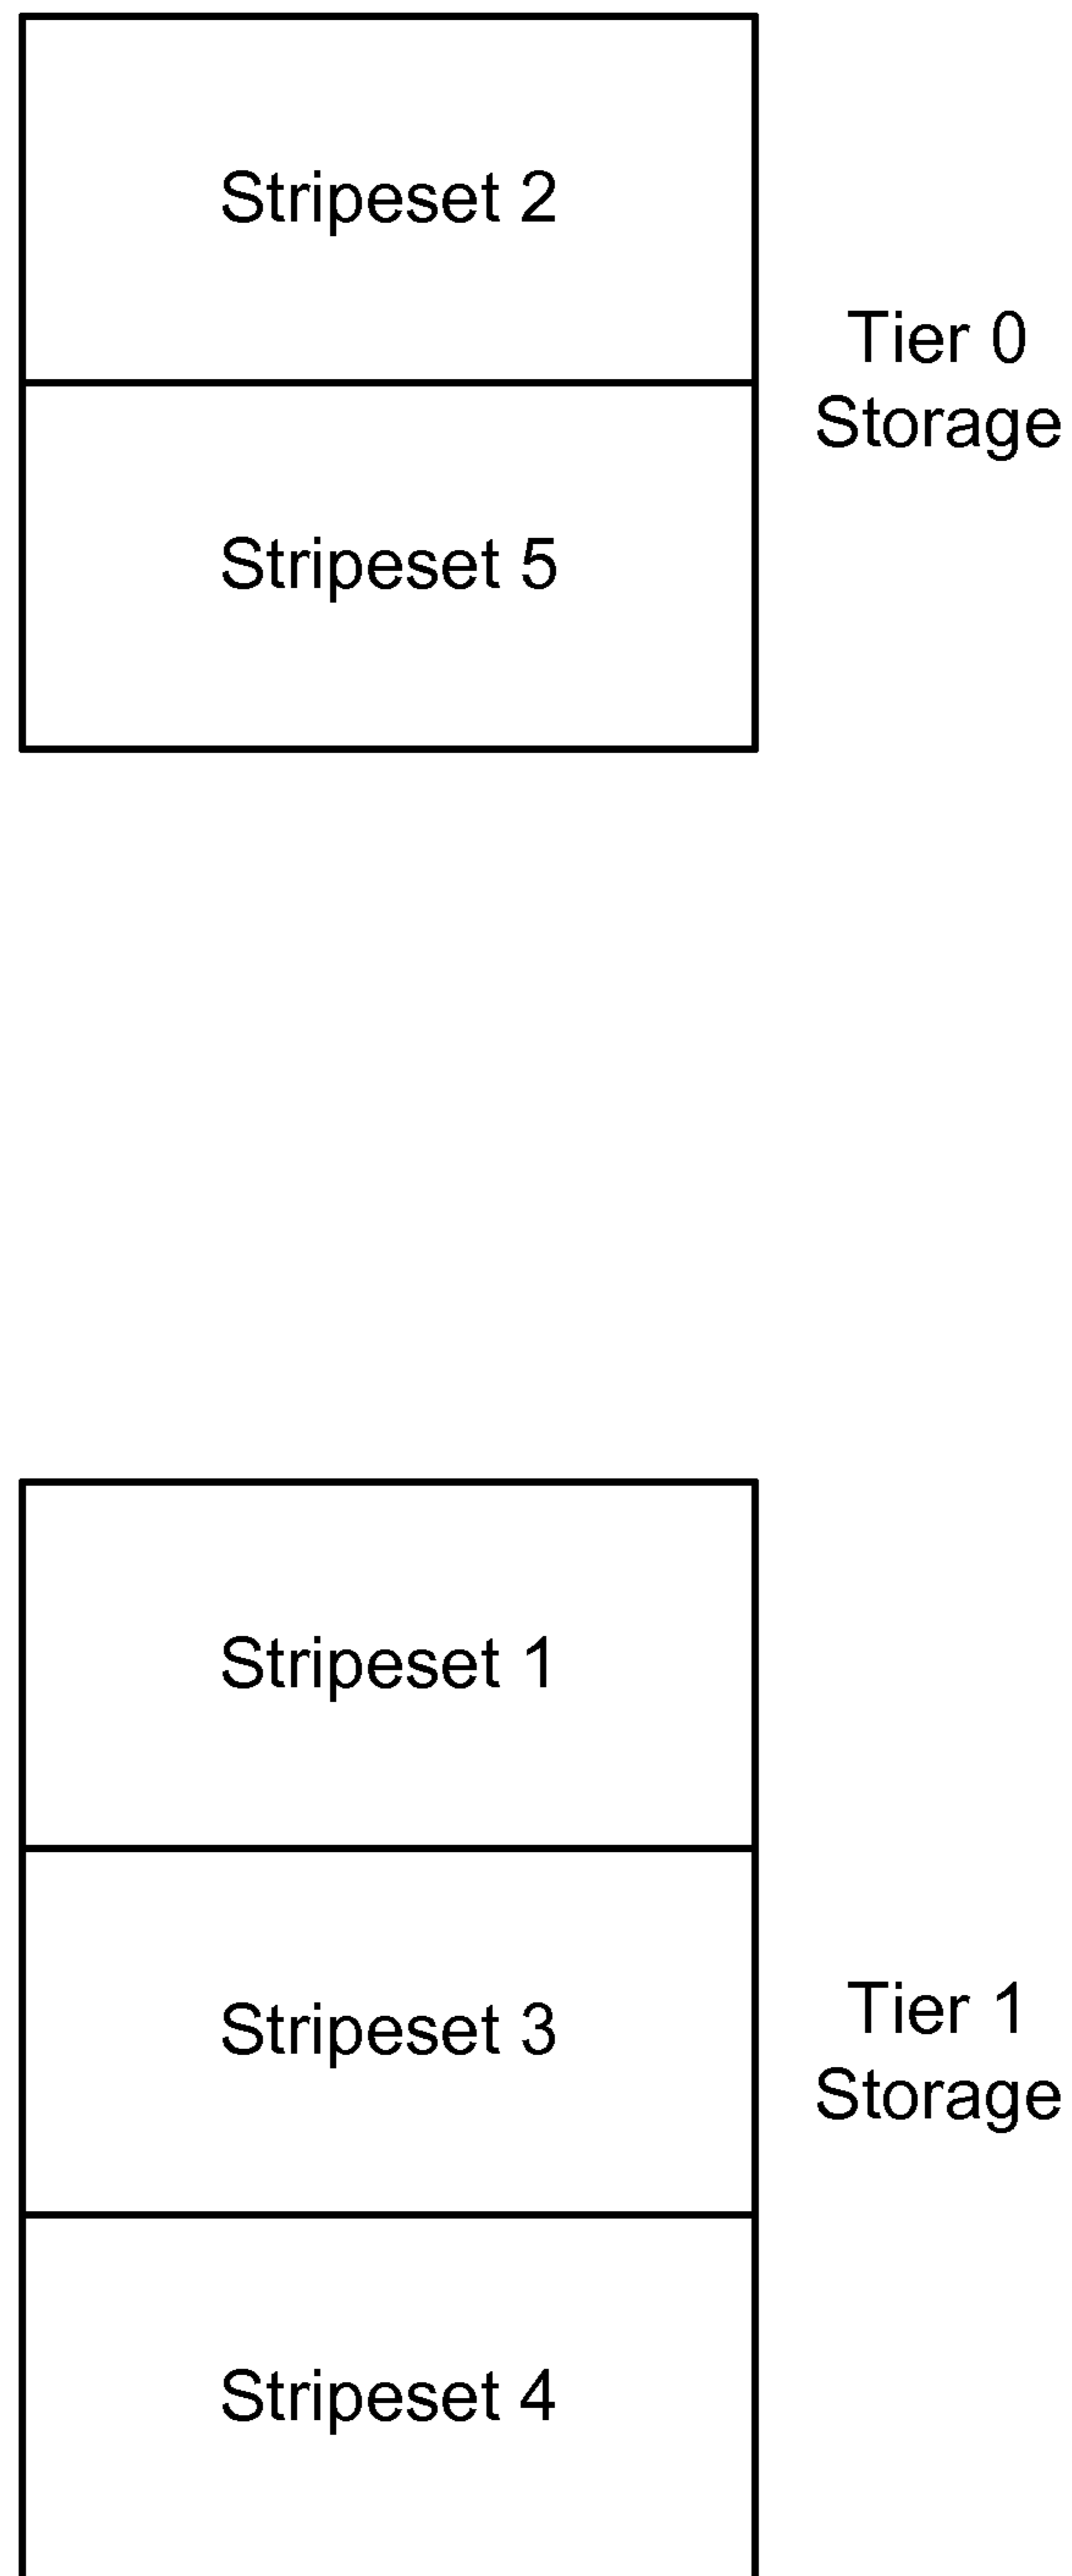 Stripeset 2
Tier 0
Storage
Stripeset 5
Stripeset 1
Stripeset 3
Tier 1
Storage
Stripeset 4